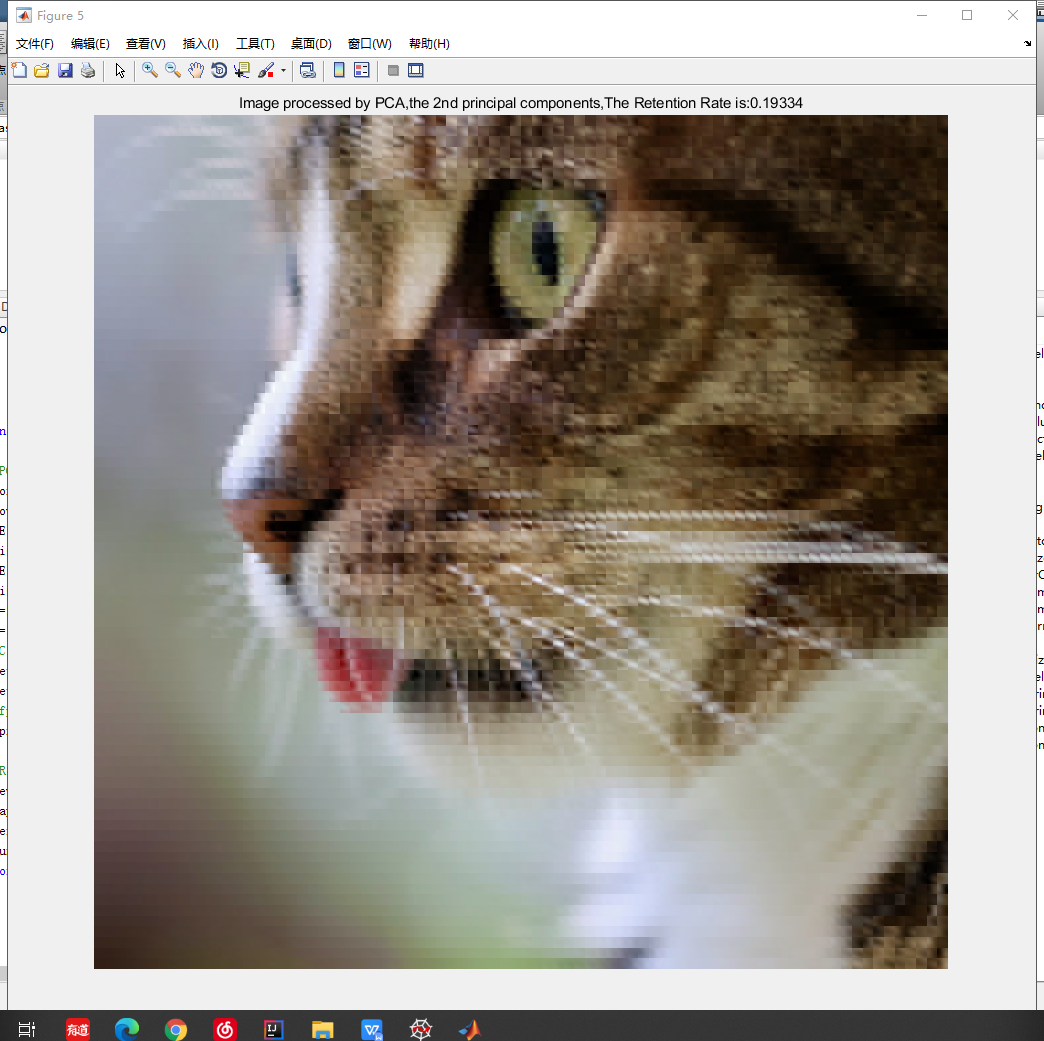 Figure 5
文件(F) 编辑(E) 查看(V) 插入(I) 工具(T) 桌面(D) 窗口(W) 帮助(H)
Image processed by PCA,the 2nd principal components,The Retention Rate is:0.19334
有道